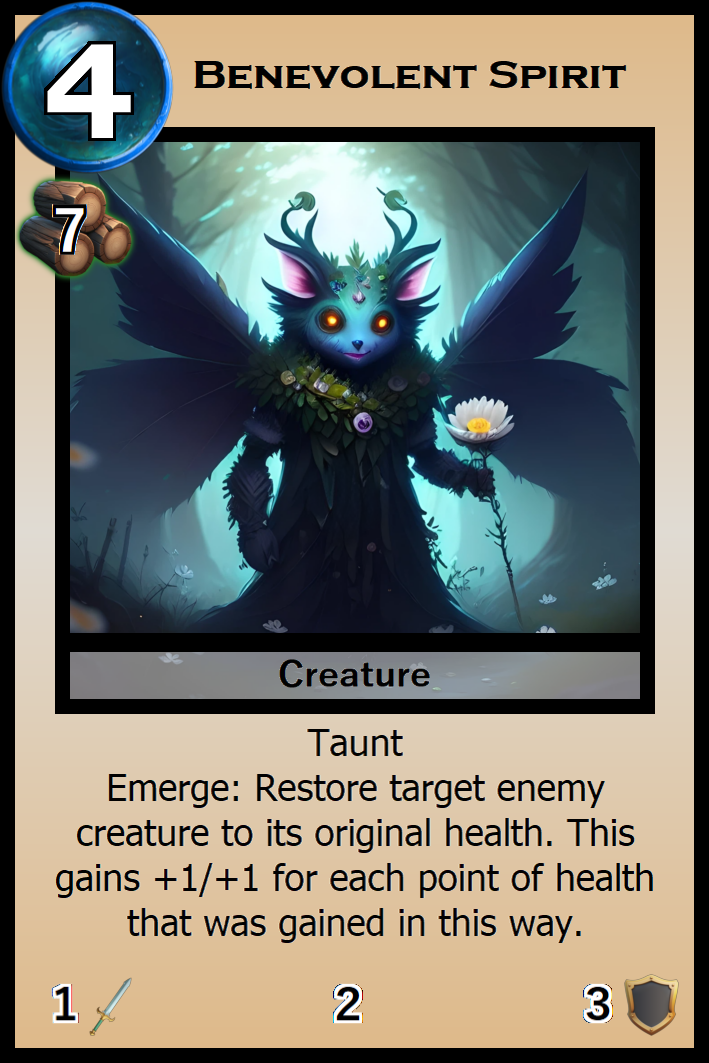 4
Benevolent Spirit
7
Creature
Taunt
Emerge: Restore target enemy
creature to its original health. This
gains +1/+1 for each point of health
that was gained in this way.
1 2 3